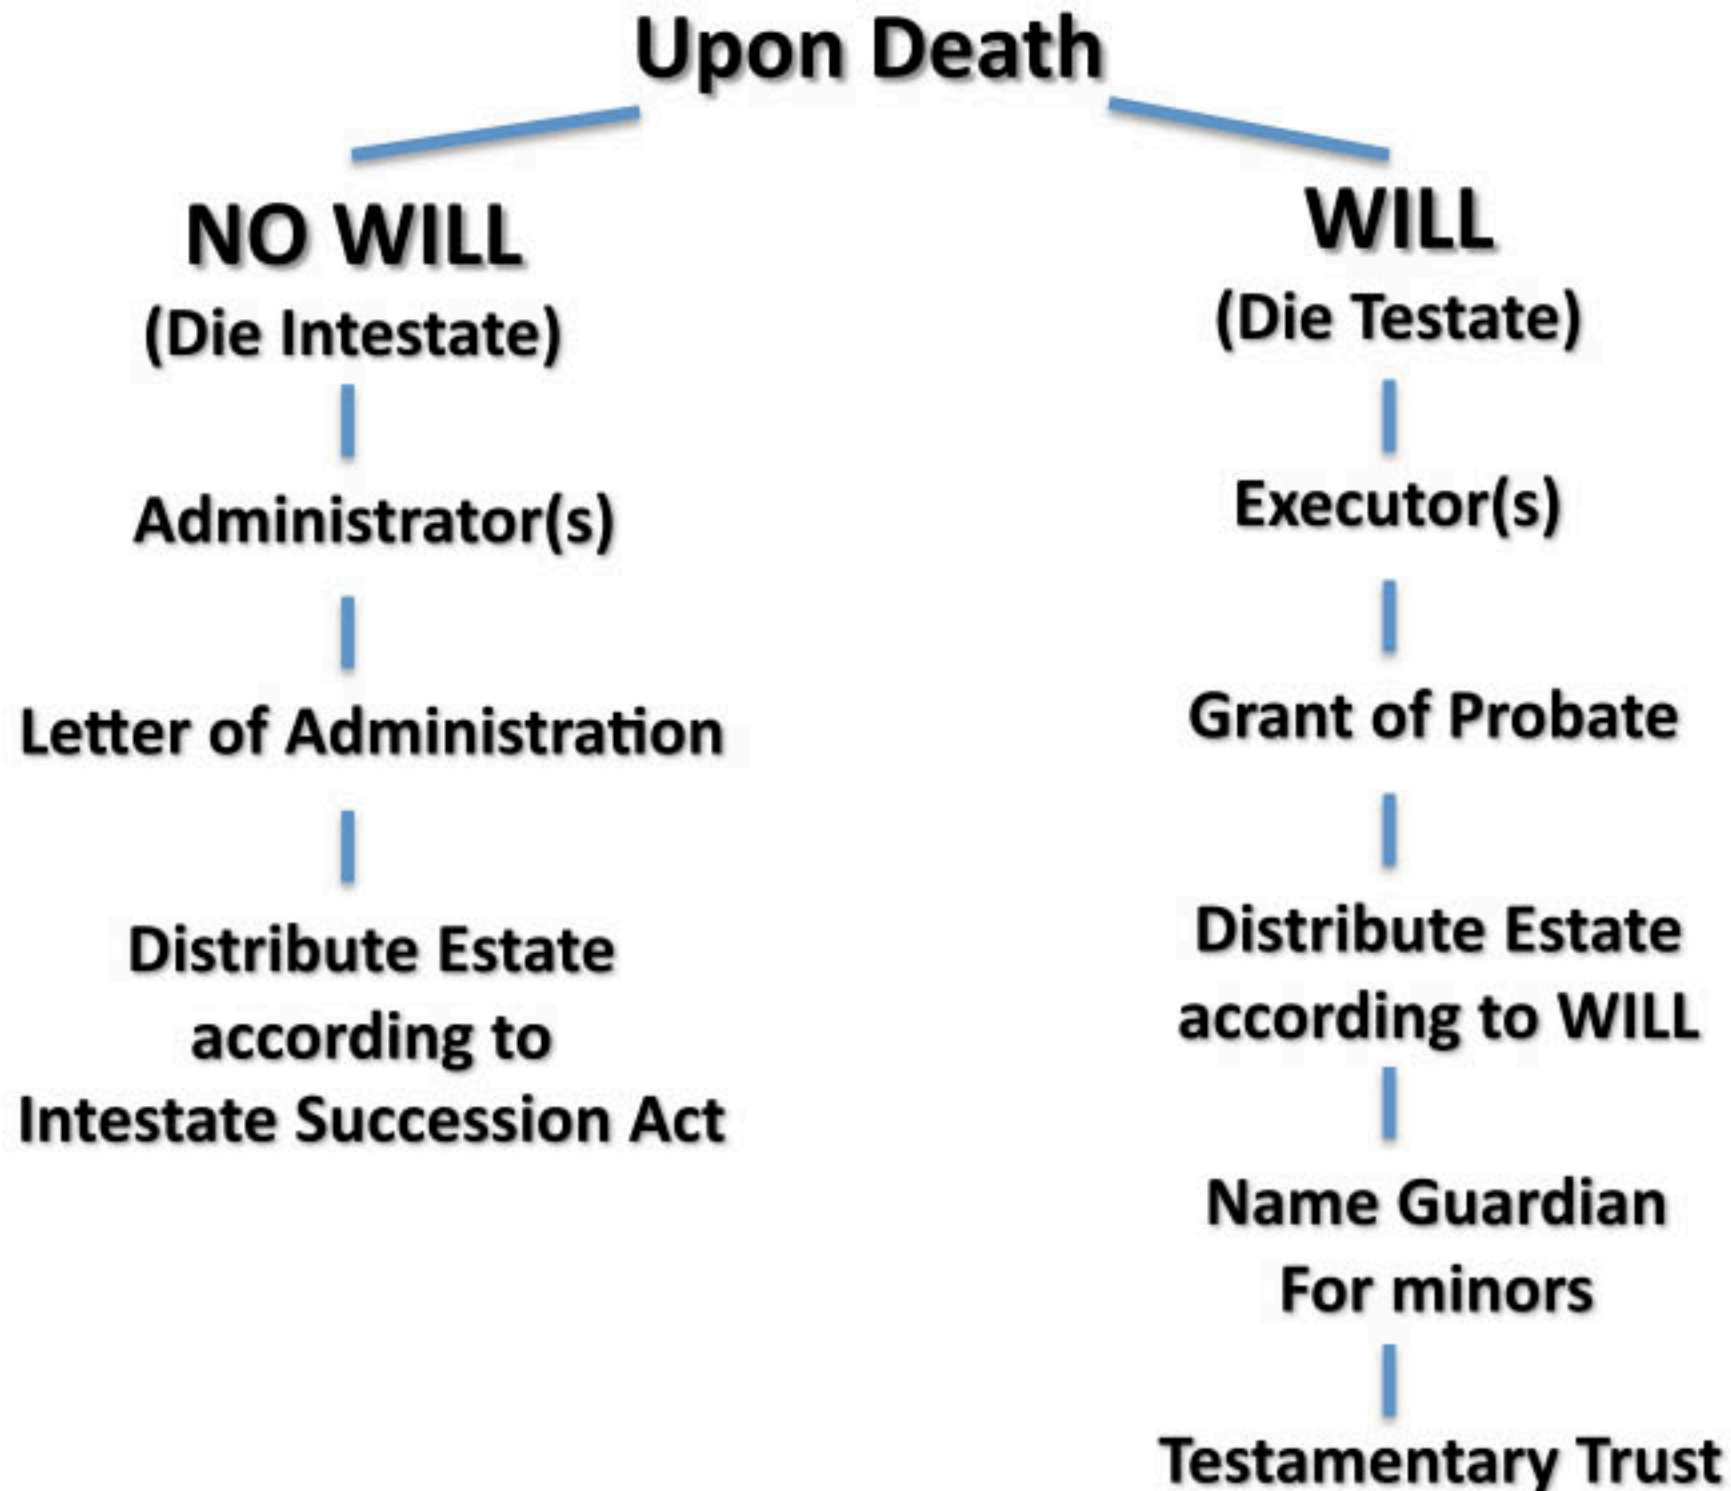 Upon Death
NO WILL
(Die Intestate)
Administrator(s)
Letter of Administration
Distribute Estate
according to
Intestate Succession Act
WILL
(Die Testate)
Executor(s)
Grant of Probate
Distribute Estate
according to WILL
Name Guardian
For minors
Testamentary Trust